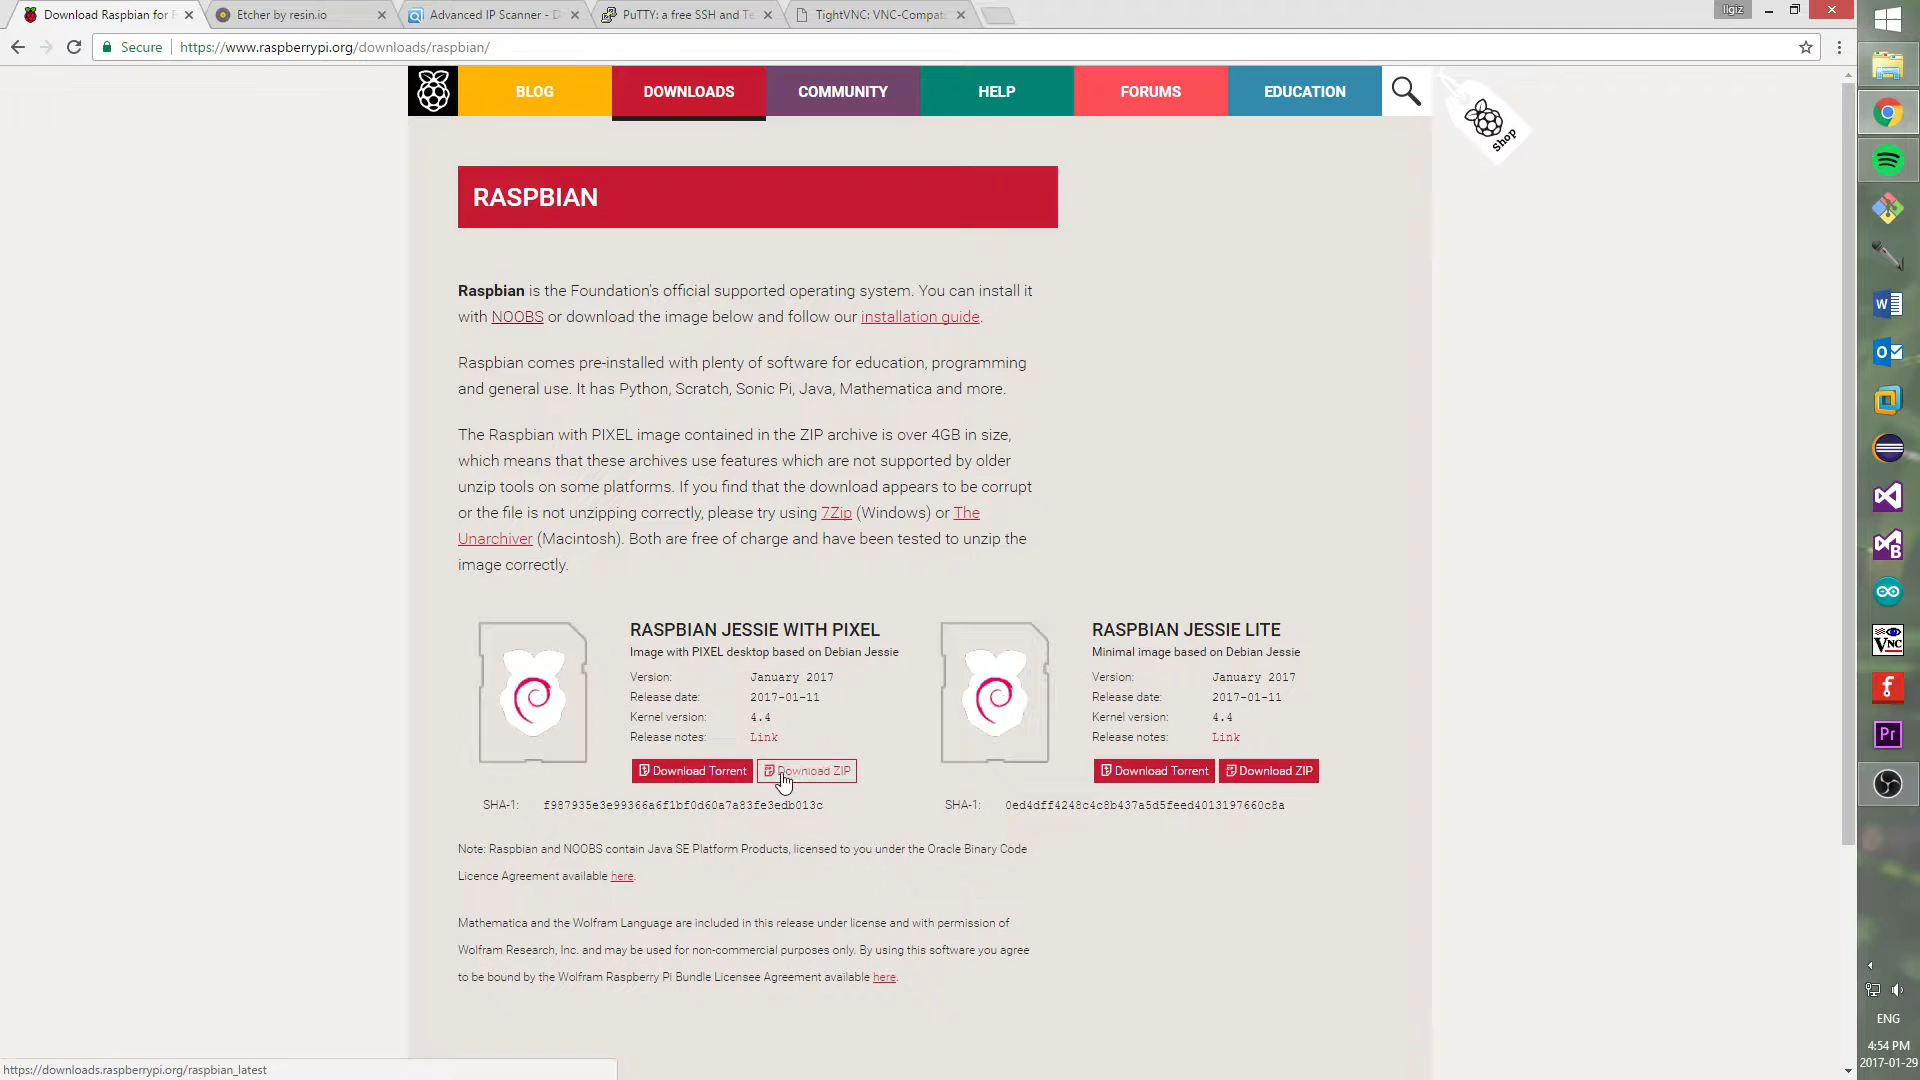 Download Raspbian for R
Etcher by resin.io
Advanced IP Scanner - D
PuTTY: a free SSH and Te
TightVNC: VNC-Compat
Ilgiz
Secure
https://www.raspberrypi.org/downloads/raspbian/
BLOG
DOWNLOADS
COMMUNITY
HELP
FORUMS
EDUCATION
Shop
RASPBIAN
Raspbian is the Foundation's official supported operating system. You can install it
with NOOBS or download the image below and follow our installation guide.
Raspbian comes pre-installed with plenty of software for education, programming
and general use. It has Python, Scratch, Sonic Pi, Java, Mathematica and more.
The Raspbian with PIXEL image contained in the ZIP archive is over 4GB in size,
which means that these archives use features which are not supported by older
unzip tools on some platforms. If you find that the download appears to be corrupt
or the file is not unzipping correctly, please try using 7Zip (Windows) or The
Unarchiver (Macintosh). Both are free of charge and have been tested to unzip the
image correctly.
RASPBIAN JESSIE WITH PIXEL
Image with PIXEL desktop based on Debian Jessie
Version: January 2017
Release date: 2017-01-11
Kernel version: 4.4
Release notes: Link
Download Torrent
Download ZIP
SHA-1: f987935e3e99366a6f1bf0d60a7a83fe3edb013c
RASPBIAN JESSIE LITE
Minimal image based on Debian Jessie
Version: January 2017
Release date: 2017-01-11
Kernel version: 4.4
Release notes: Link
Download Torrent
Download ZIP
SHA-1: 0ed4dff4248c4c8b437a5d5feed4013197660c8a
Note: Raspbian and NOOBS contain Java SE Platform Products, licensed to you under the Oracle Binary Code
Licence Agreement available here.
Mathematica and the Wolfram Language are included in this release under license and with permission of
Wolfram Research, Inc. and may be used for non-commercial purposes only. By using this software you agree
to be bound by the Wolfram Raspberry Pi Bundle Licensee Agreement available here.
https://downloads.raspberrypi.org/raspbian_latest
VNC
Pr
ENG
4:54 PM
2017-01-29